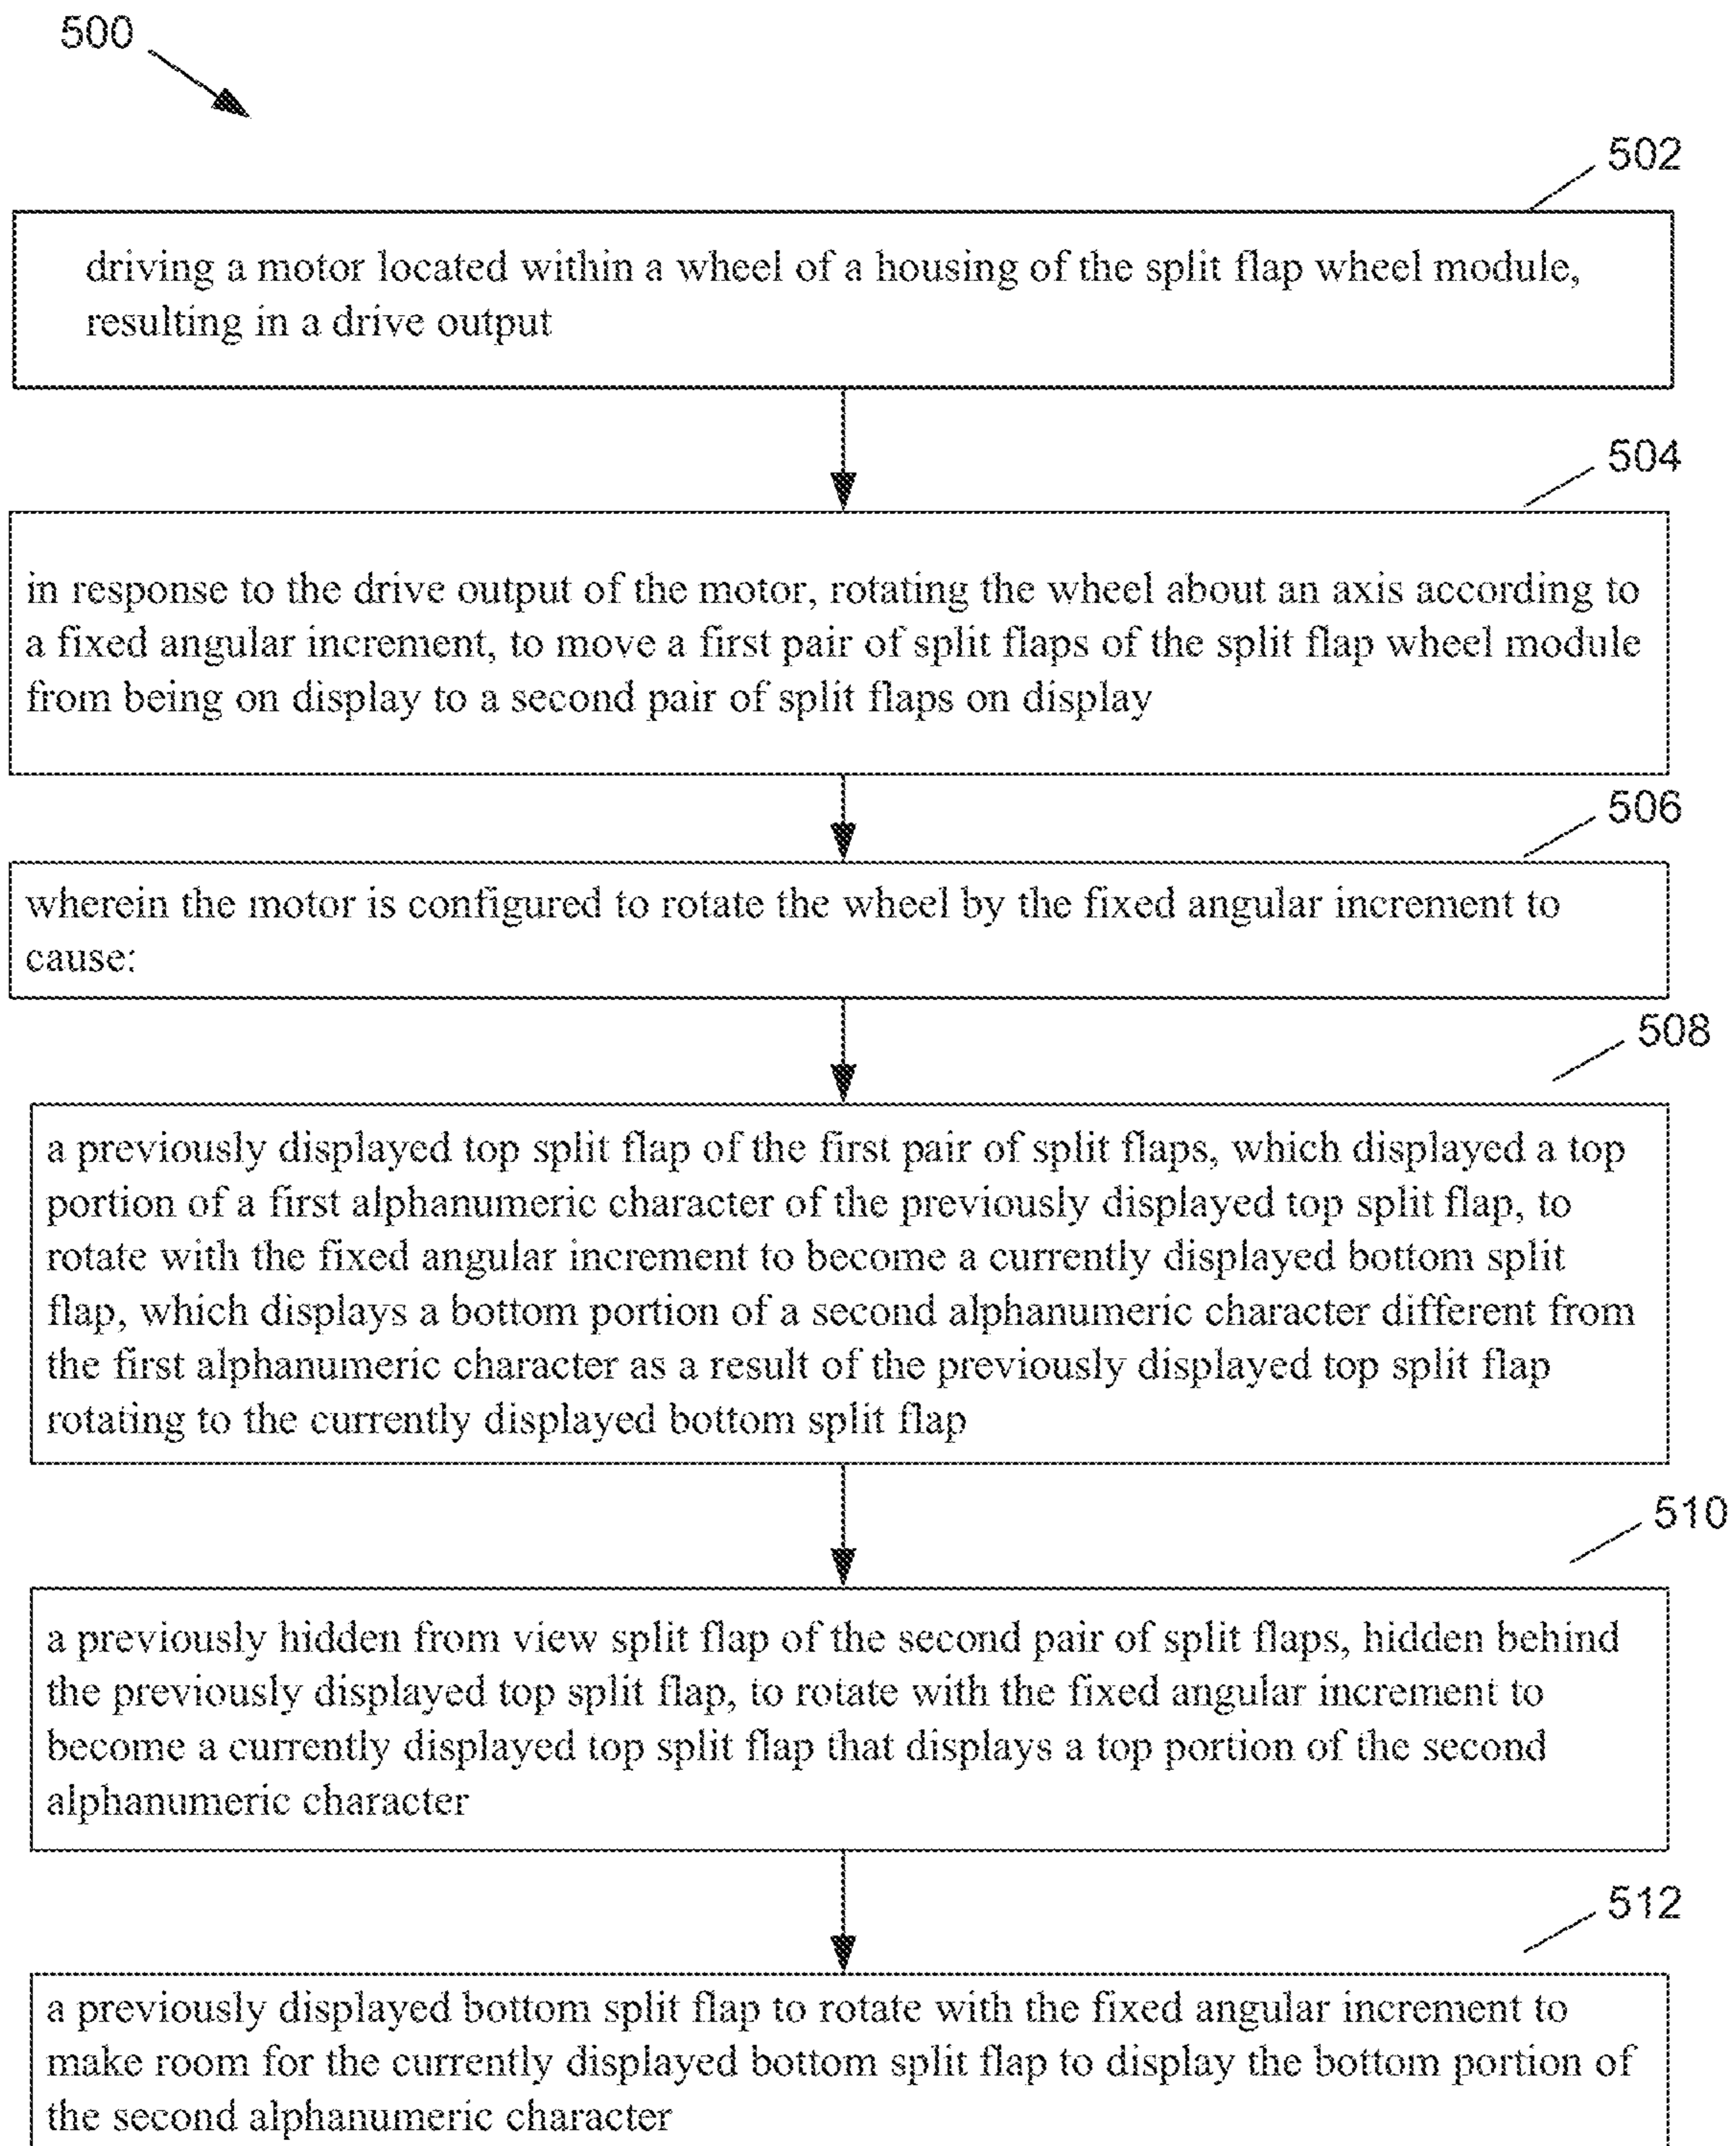 500
502
driving a motor located within a wheel of a housing of the split flap wheel module,
resulting in a drive output
504
in response to the drive output of the motor, rotating the wheel about an axis according to
a fixed angular increment, to move a first pair of split flaps of the split flap wheel module
from being on display to a second pair of split flaps on display
506
wherein the motor is configured to rotate the wheel by the fixed angular increment to
cause:
508
a previously displayed top split flap of the first pair of split flaps, which displayed a top
portion of a first alphanumeric character of the previously displayed top split flap, to
rotate with the fixed angular increment to become a currently displayed bottom split
flap, which displays a bottom portion of a second alphanumeric character different from
the first alphanumeric character as a result of the previously displayed top split flap
rotating to the currently displayed bottom split flap
510
a previously hidden from view split flap of the second pair of split flaps, hidden behind
the previously displayed top split flap, to rotate with the fixed angular increment to
become a currently displayed top split flap that displays a top portion of the second
alphanumeric character
512
a previously displayed bottom split flap to rotate with the fixed angular increment to
make room for the currently displayed bottom split flap to display the bottom portion of
the second alphanumeric character